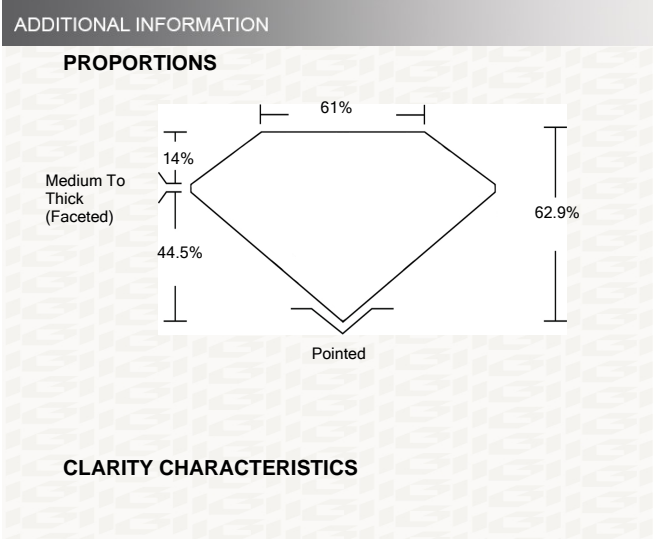 ADDITIONAL INFORMATION
PROPORTIONS
61%
14%
Medium To
Thick
(Faceted)
62.9%
44.5%
Pointed
CLARITY CHARACTERISTICS